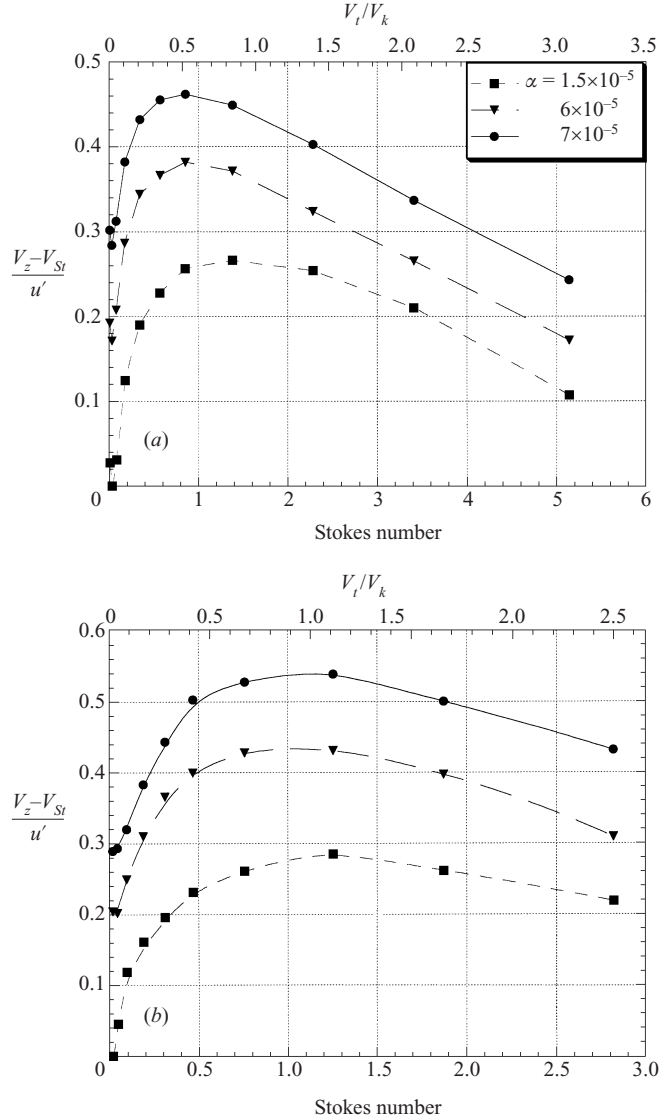 V_t/V_k
0 0.5 1.0 1.5 2.0 2.5 3.0 3.5
0.5
α = 1.5×10⁻⁵
6×10⁻⁵
7×10⁻⁵
0.4
0.3
V_z–V_St
u′
0.2
0.1
(a)
0
0 1 2 3 4 5 6
Stokes number
V_t/V_k
0 0.5 1.0 1.5 2.0 2.5
0.6
0.5
0.4
V_z–V_St
u′
0.3
0.2
0.1
(b)
0 0.5 1.0 1.5 2.0 2.5 3.0
Stokes number